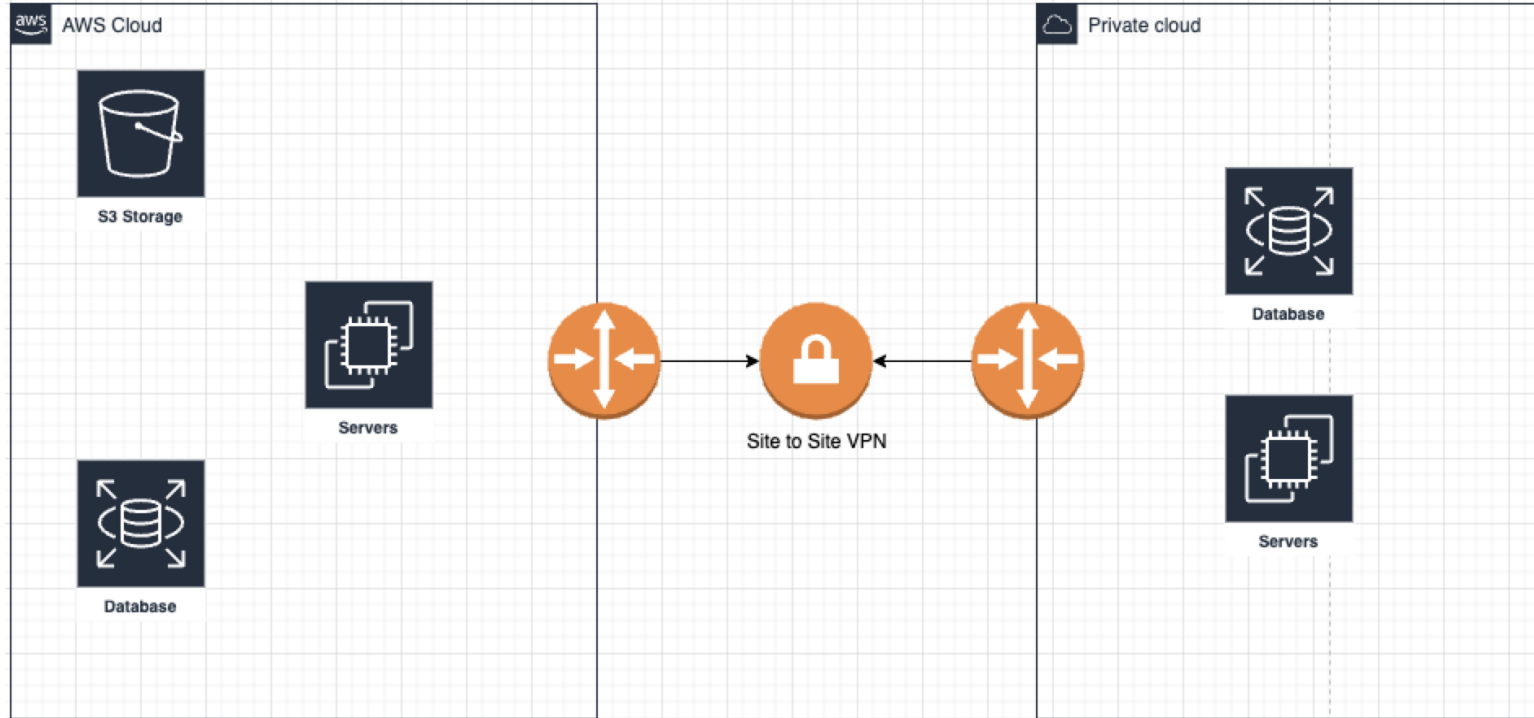 aws
AWS Cloud
Private cloud
S3 Storage
Database
Servers
Site to Site VPN
Servers
Database